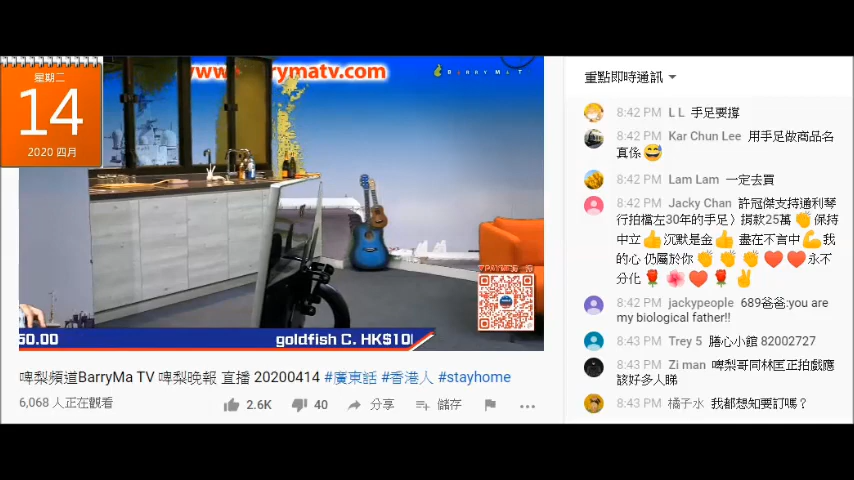 星期二
14
2020 四月
www.barrymatv.com
BARRYMAT
PAYME
50.00
goldfish C. HK$10
啤梨頻道BarryMa TV 啤梨晚報 直播 20200414 #廣東話 #香港人 #stayhome
6,068 人正在觀看
2.6K
40
分享
儲存
重點即時通訊
8:42 PM L L 手足要撐
8:42 PM Kar Chun Lee 用手足做商品名
真係😅
8:42 PM Lam Lam 一定去買
8:42 PM Jacky Chan 許冠傑支持通利琴
行拍檔左30年的手足〉捐款25萬 👏 保持
中立 👍 沉默是金 👍 盡在不言中 💪 我
的心 仍屬於你 👏 👏 👏 ♥️ ♥️ 永不
分化 🌹 🌸 ♥️ 🌹 ✌️
8:42 PM jackypeople 689爸爸:you are
my biological father!!
8:43 PM Trey 5 勝心小館 82002727
8:43 PM Zi man 啤梨哥同林匡正拍戲應
該好多人睇
8:43 PM 橘子水 我都想知要訂嗎？